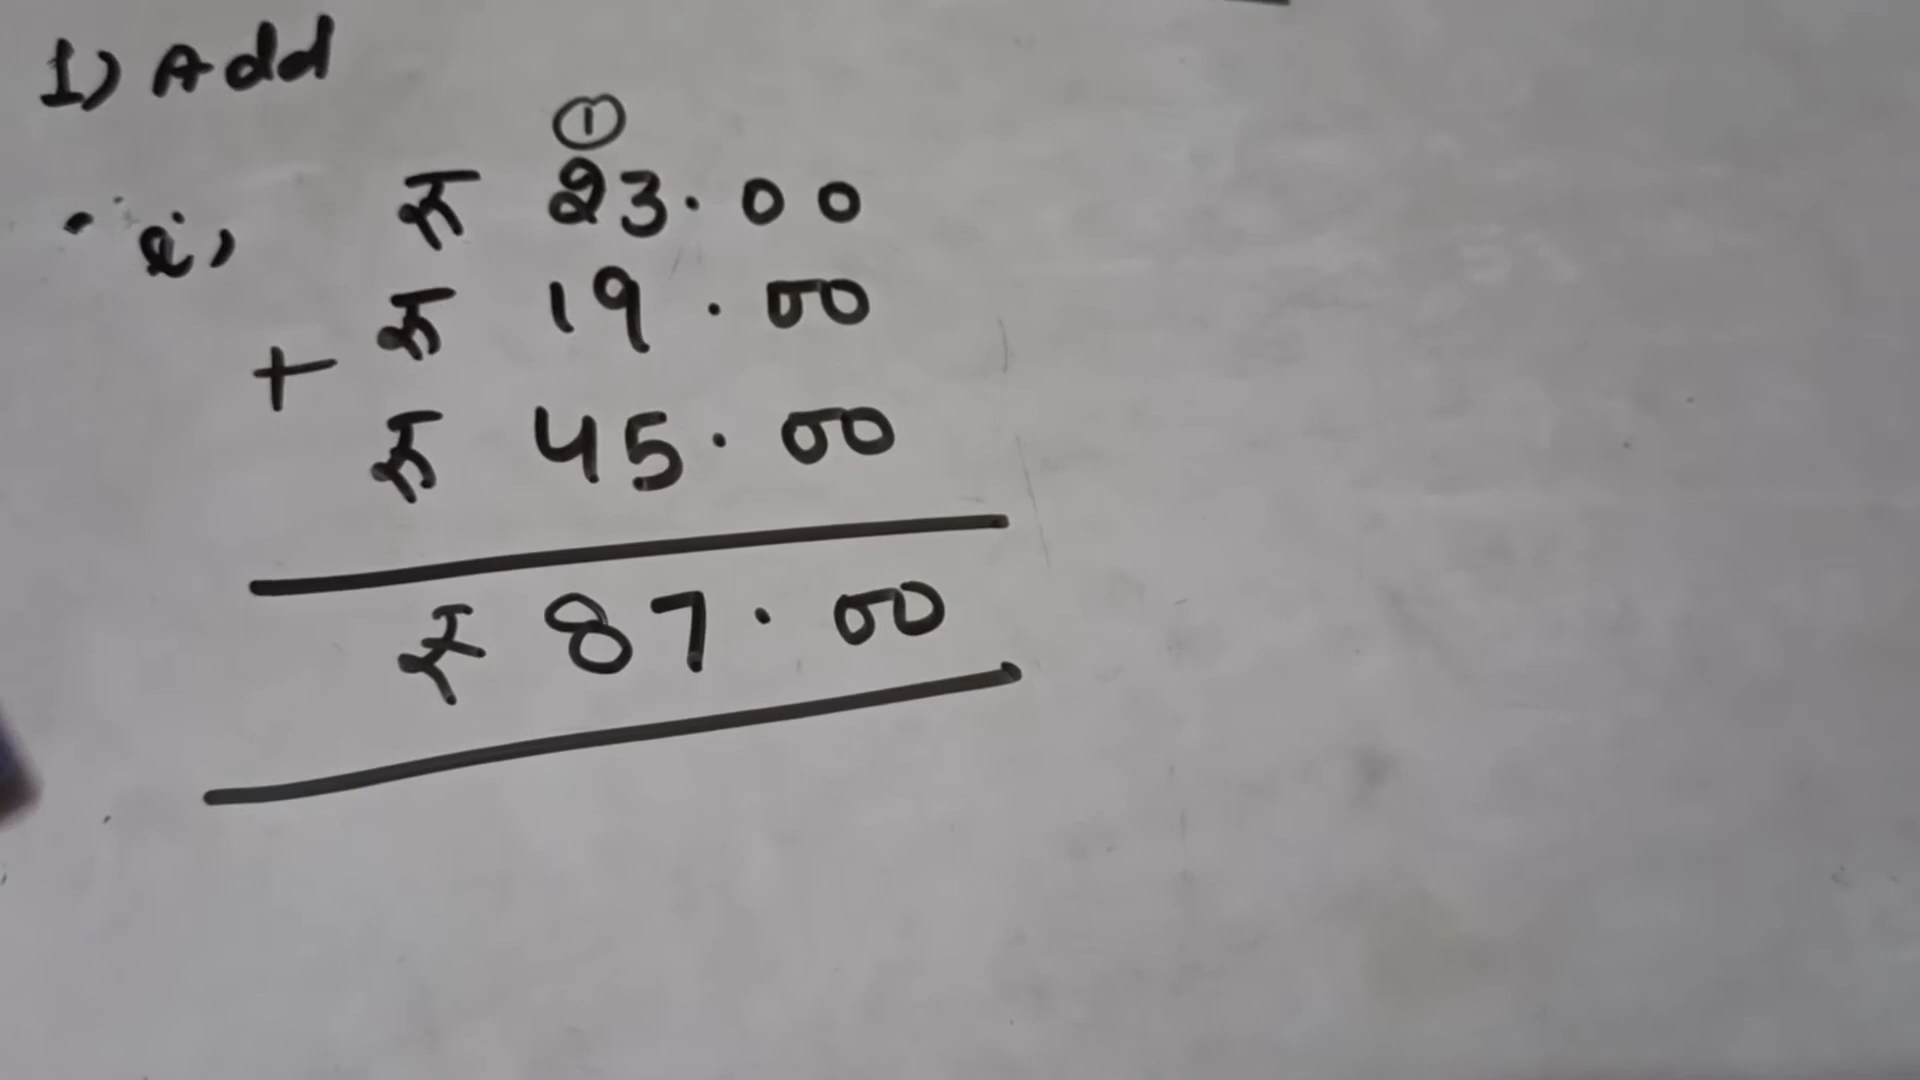 1) Add
①
i, रू 23.00
रू 19.00
+
रू 45.00
₹ 87.00